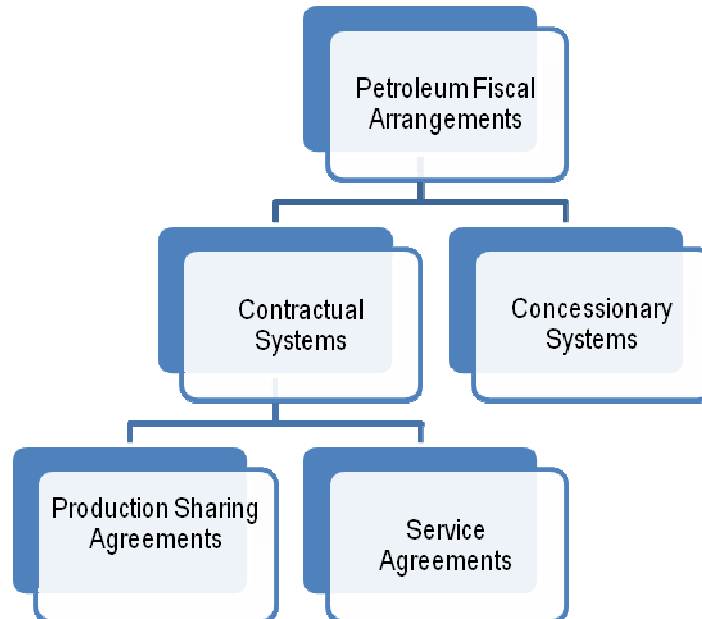 Petroleum Fiscal
Arrangements
Contractual
Systems
Concessionary
Systems
Production Sharing
Agreements
Service
Agreements